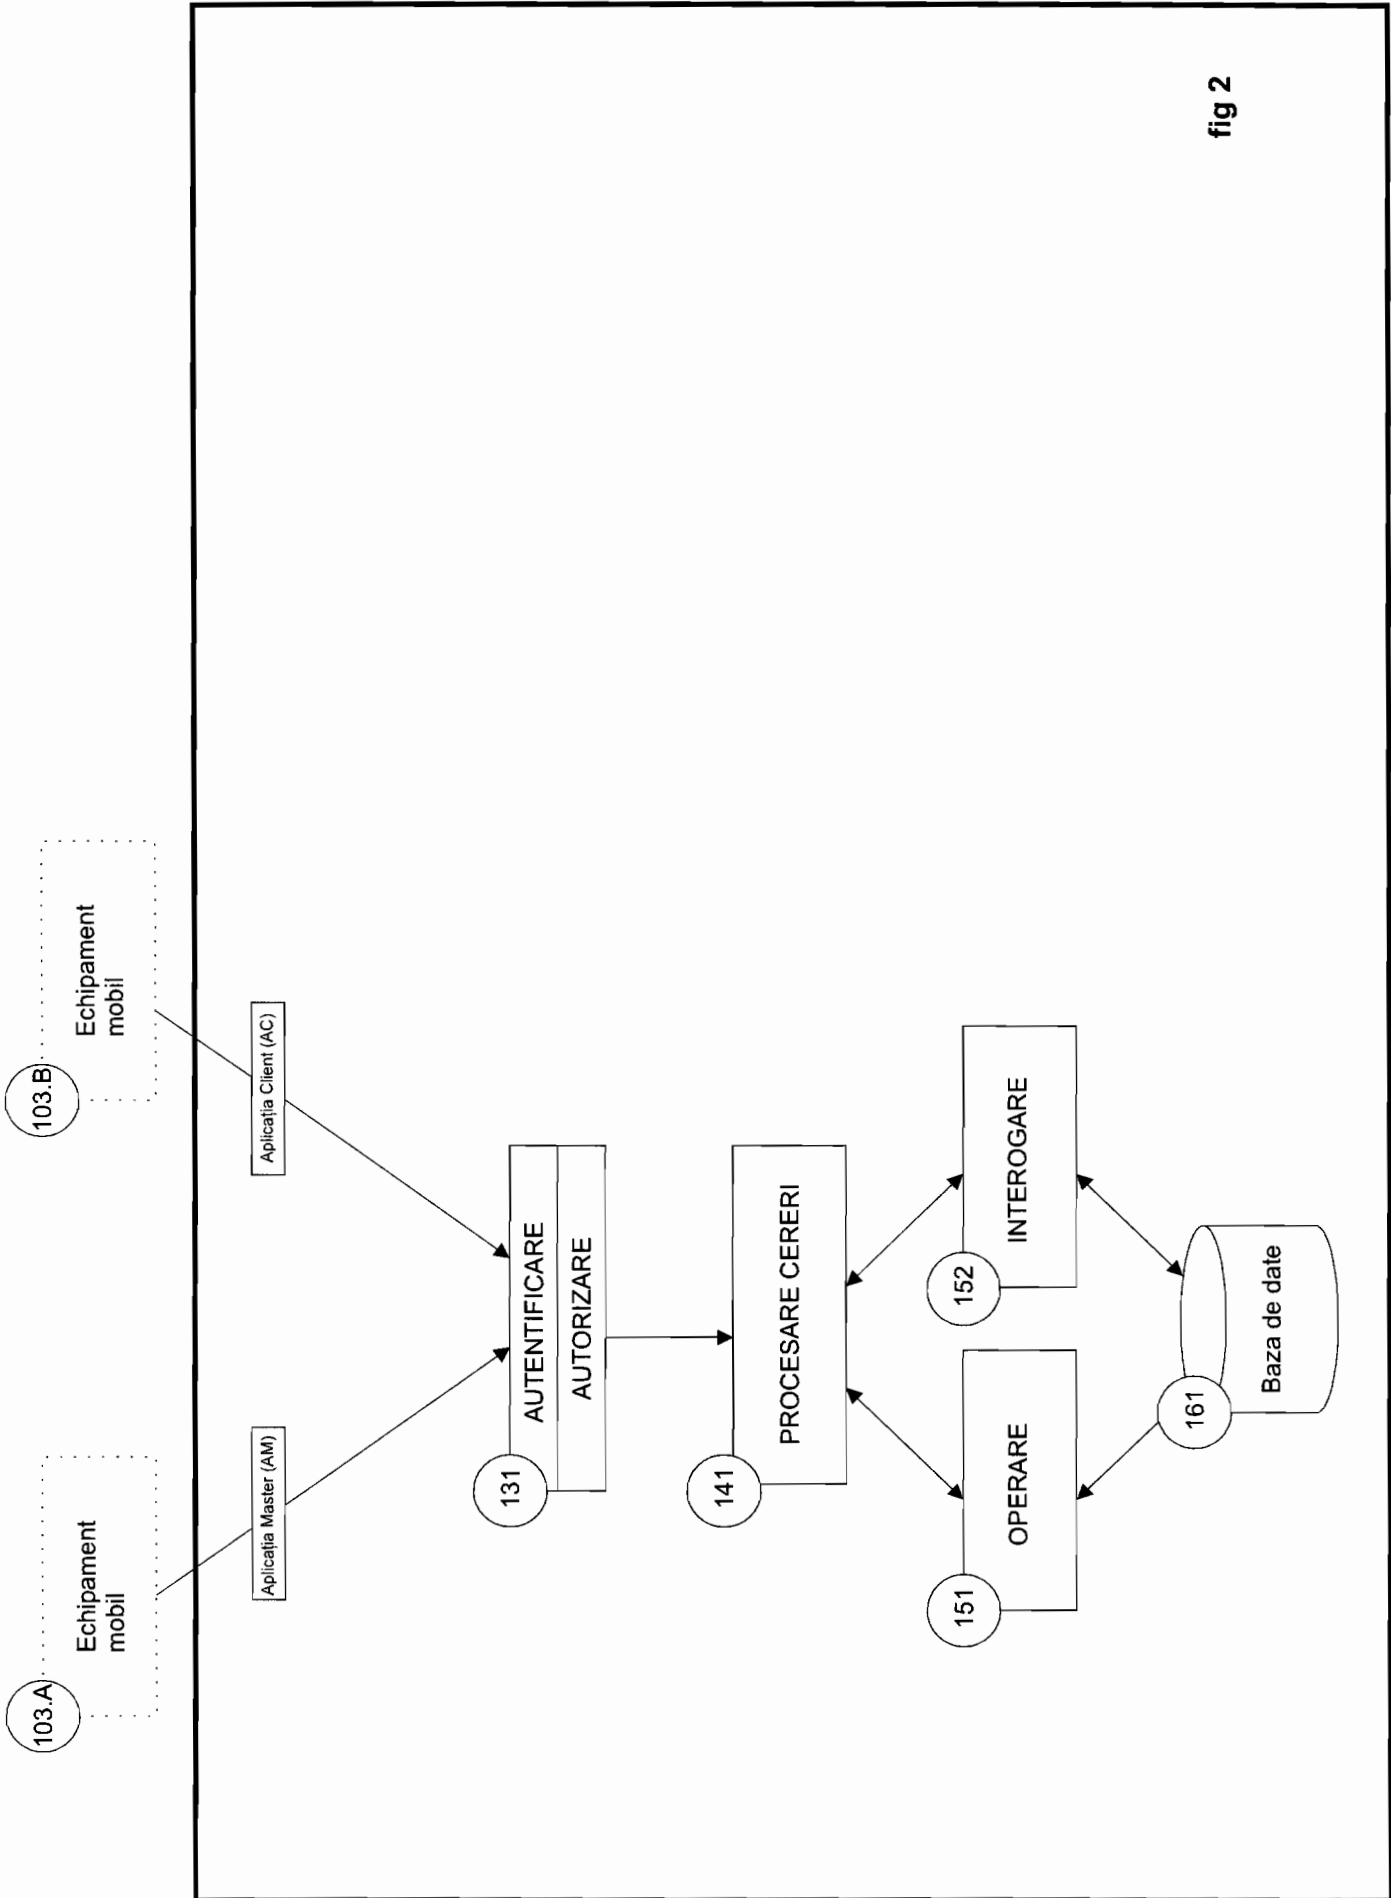 103.A
Echipament
mobil
103.B
Echipament
mobil
Aplicația Master (AM)
Aplicația Client (AC)
131
AUTENTIFICARE
AUTORIZARE
141
PROCESARE CERERI
151
OPERARE
152
INTEROGARE
161
Baza de date
fig 2